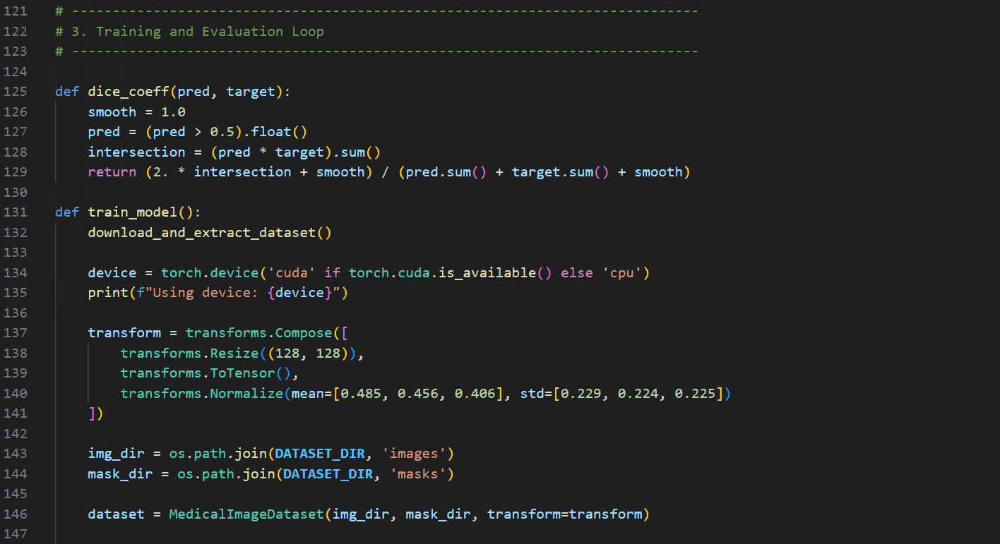 121 # -----------------------------------------------------------------------------
122 # 3. Training and Evaluation Loop
123 # -----------------------------------------------------------------------------
124
125 def dice_coeff(pred, target):
126     smooth = 1.0
127     pred = (pred > 0.5).float()
128     intersection = (pred * target).sum()
129     return (2. * intersection + smooth) / (pred.sum() + target.sum() + smooth)
130
131 def train_model():
132     download_and_extract_dataset()
133
134     device = torch.device('cuda' if torch.cuda.is_available() else 'cpu')
135     print(f"Using device: {device}")
136
137     transform = transforms.Compose([
138         transforms.Resize((128, 128)),
139         transforms.ToTensor(),
140         transforms.Normalize(mean=[0.485, 0.456, 0.406], std=[0.229, 0.224, 0.225])
141     ])
142
143     img_dir = os.path.join(DATASET_DIR, 'images')
144     mask_dir = os.path.join(DATASET_DIR, 'masks')
145
146     dataset = MedicalImageDataset(img_dir, mask_dir, transform=transform)
147